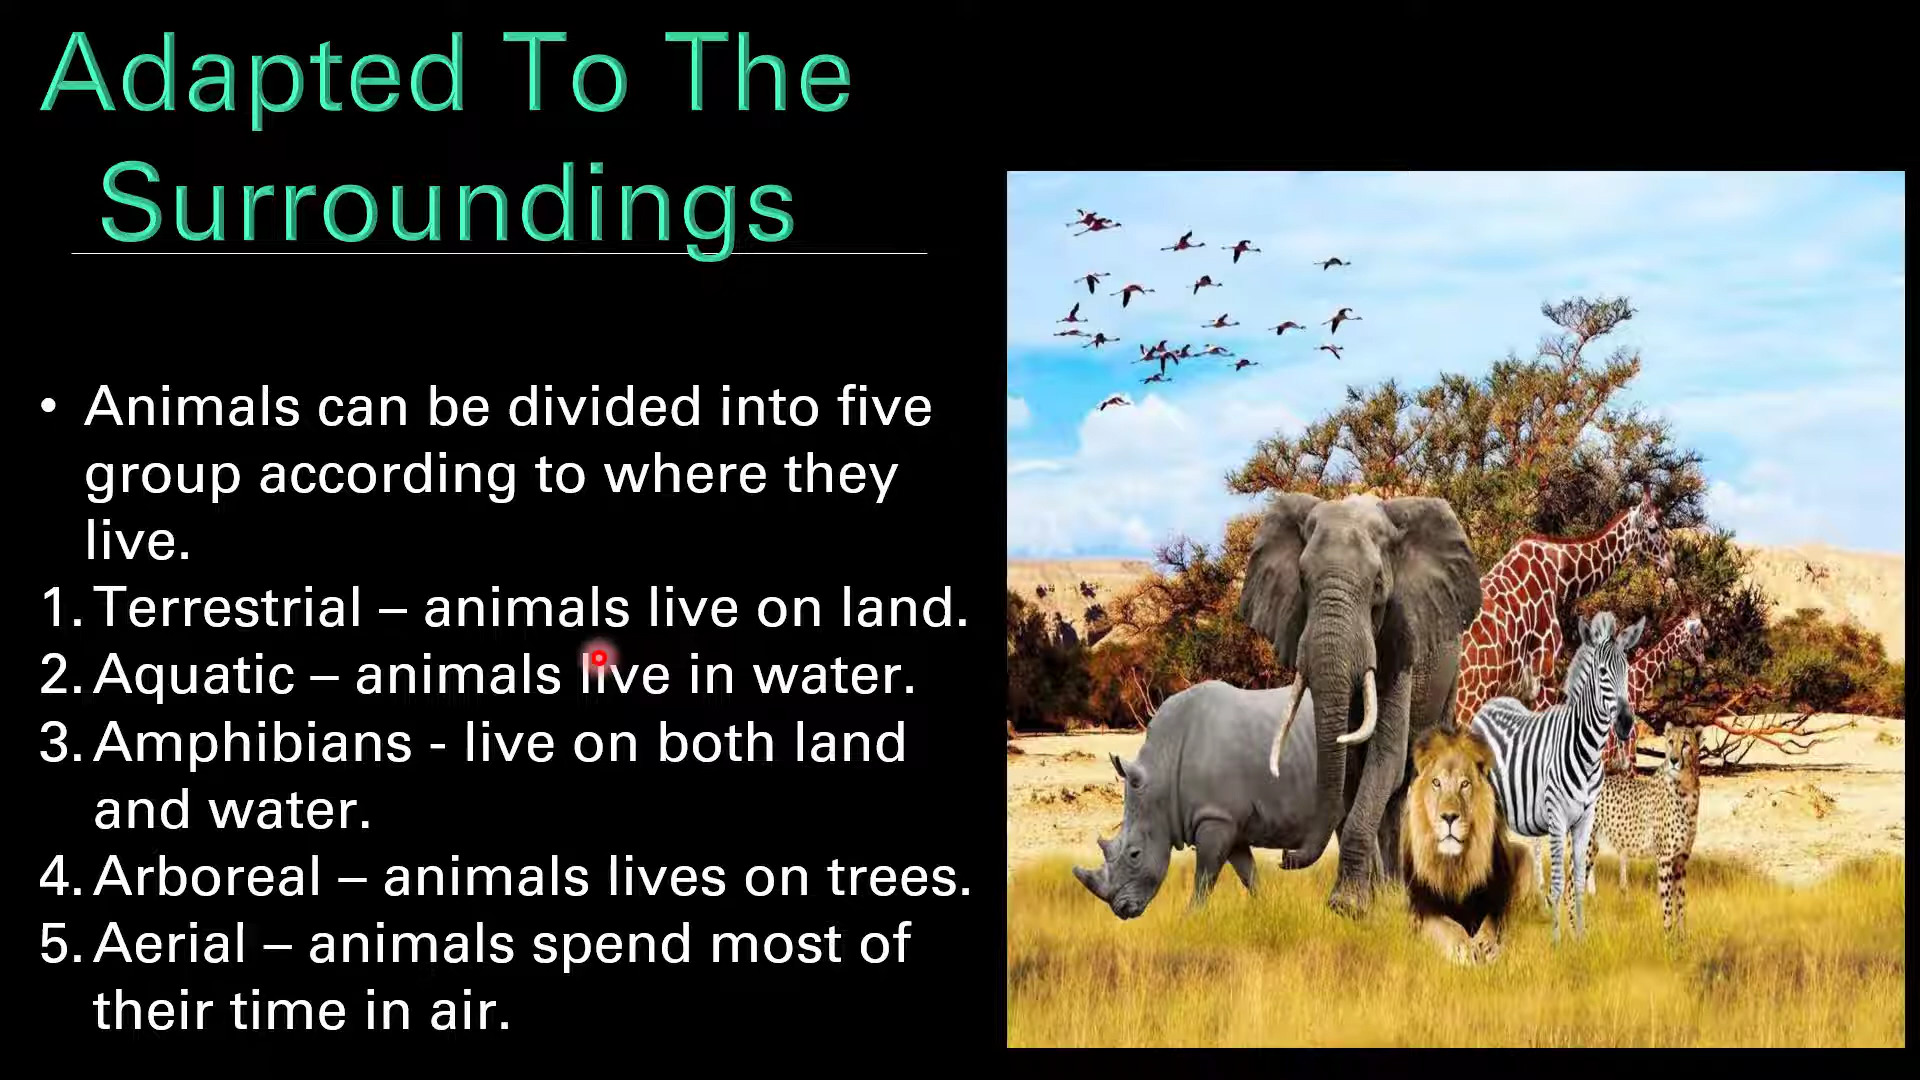 Adapted To The
Surroundings
• Animals can be divided into five
group according to where they
live.
1. Terrestrial – animals live on land.
2. Aquatic – animals live in water.
3. Amphibians - live on both land
and water.
4. Arboreal – animals lives on trees.
5. Aerial – animals spend most of
their time in air.